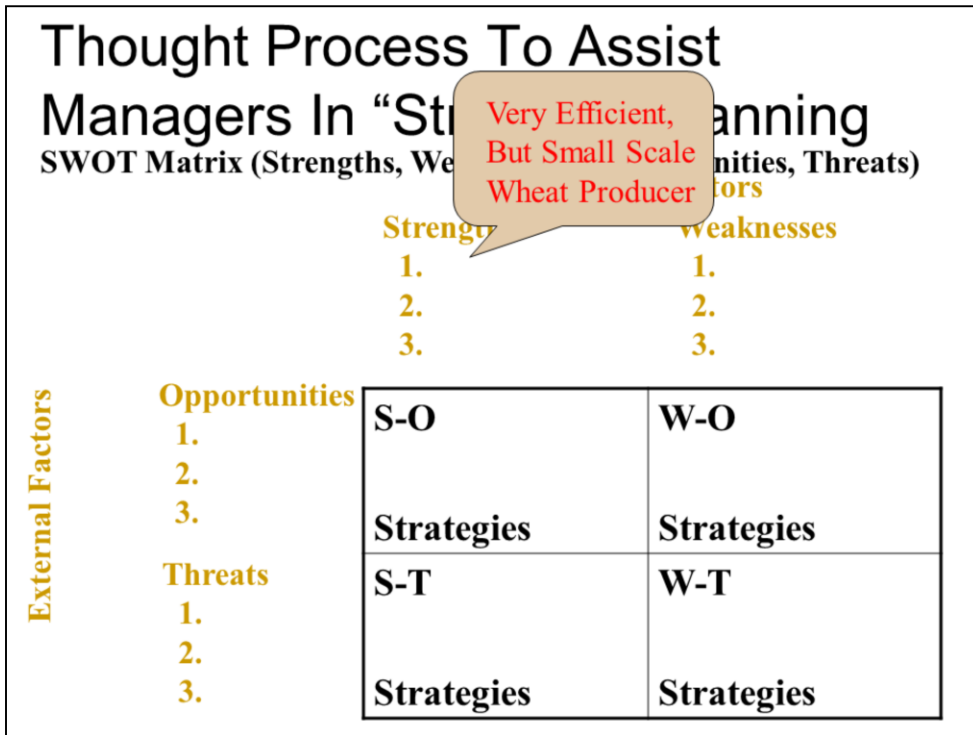 Thought Process To Assist
Managers In “St anning
SWOT Matrix (Strengths, We nities, Threats)
Very Efficient,
But Small Scale
Wheat Producer
tors
Strengt Weaknesses
1. 1.
2. 2.
3. 3.
External Factors
Opportunities
1.
2.
3.
S-O W-O
Strategies Strategies
Threats
1.
2.
3.
S-T W-T
Strategies Strategies